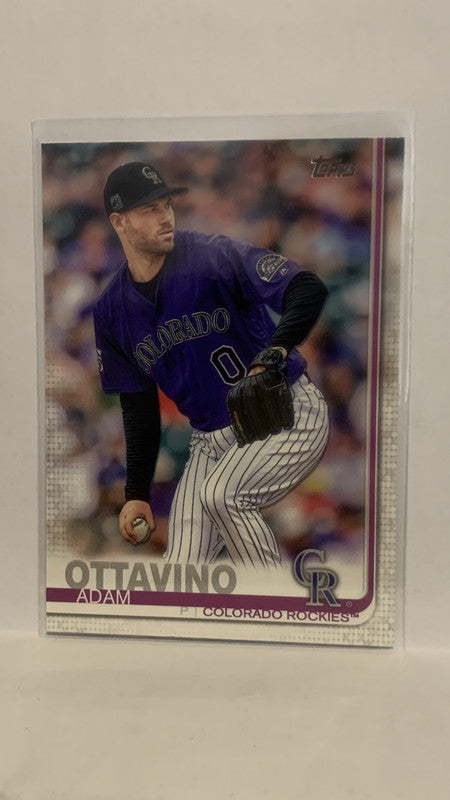 Topps
COLORADO
0
OTTAVINO
ADAM
CR®
P | COLORADO ROCKIES™